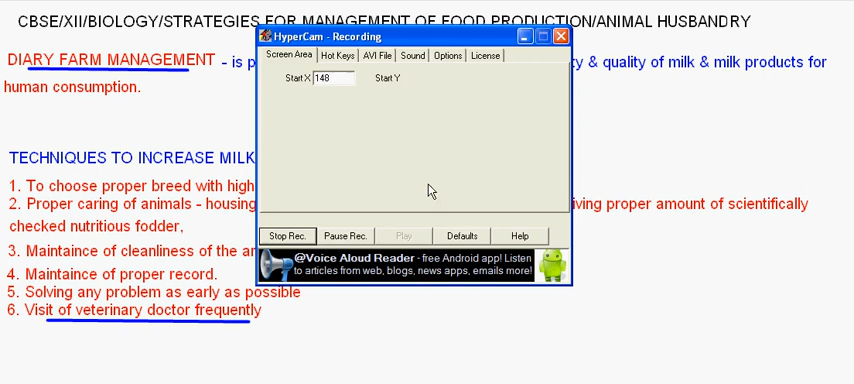 CBSE/XII/BIOLOGY/STRATEGIES FOR MANAGEMENT OF FOOD PRODUCTION/ANIMAL HUSBANDRY
DIARY FARM MANAGEMENT - is p
ty & quality of milk & milk products for
human consumption.
TECHNIQUES TO INCREASE MILK
1. To choose proper breed with high
2. Proper caring of animals - housing
iving proper amount of scientifically
checked nutritious fodder,
3. Maintaince of cleanliness of the an
4. Maintaince of proper record.
5. Solving any problem as early as possible
6. Visit of veterinary doctor frequently
HyperCam - Recording
Screen Area Hot Keys AVI File Sound Options License
Start X 148 Start Y
Stop Rec. Pause Rec. Play Defaults Help
@Voice Aloud Reader - free Android app! Listen
to articles from web, blogs, news apps, emails more!